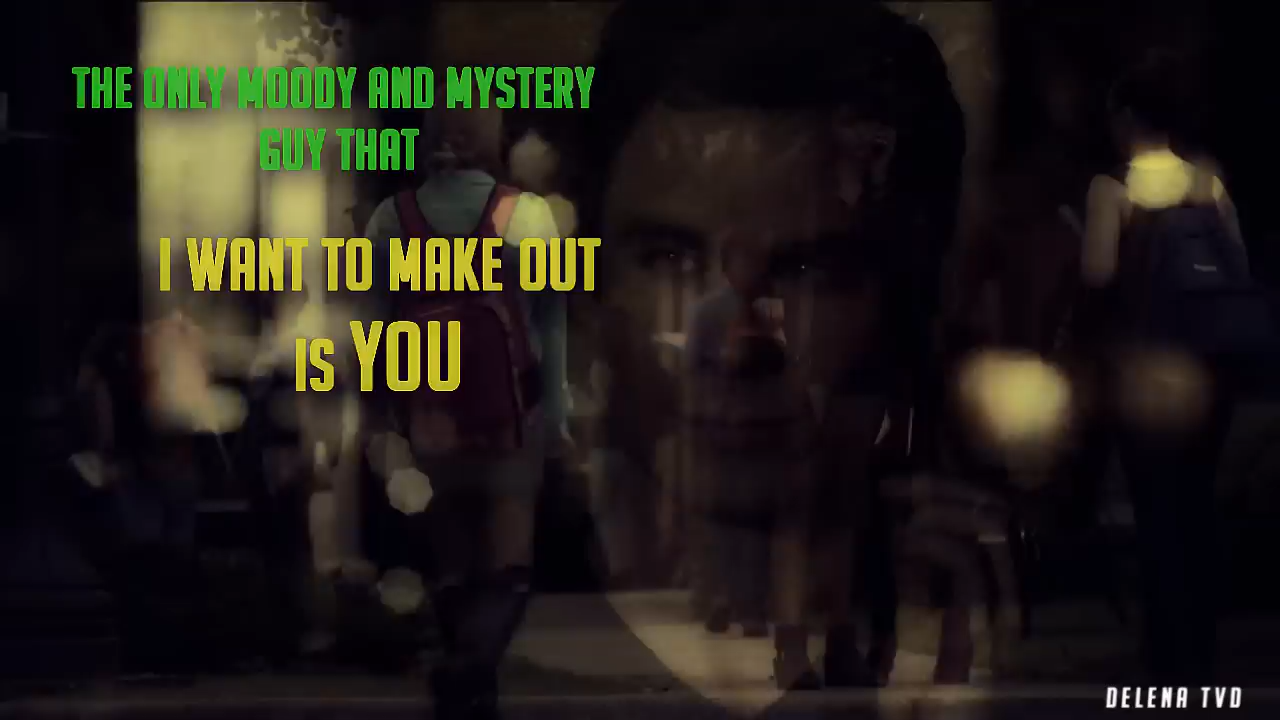 THE ONLY MOODY AND MYSTERY
GUY THAT
I WANT TO MAKE OUT
IS YOU
DELENA TVD